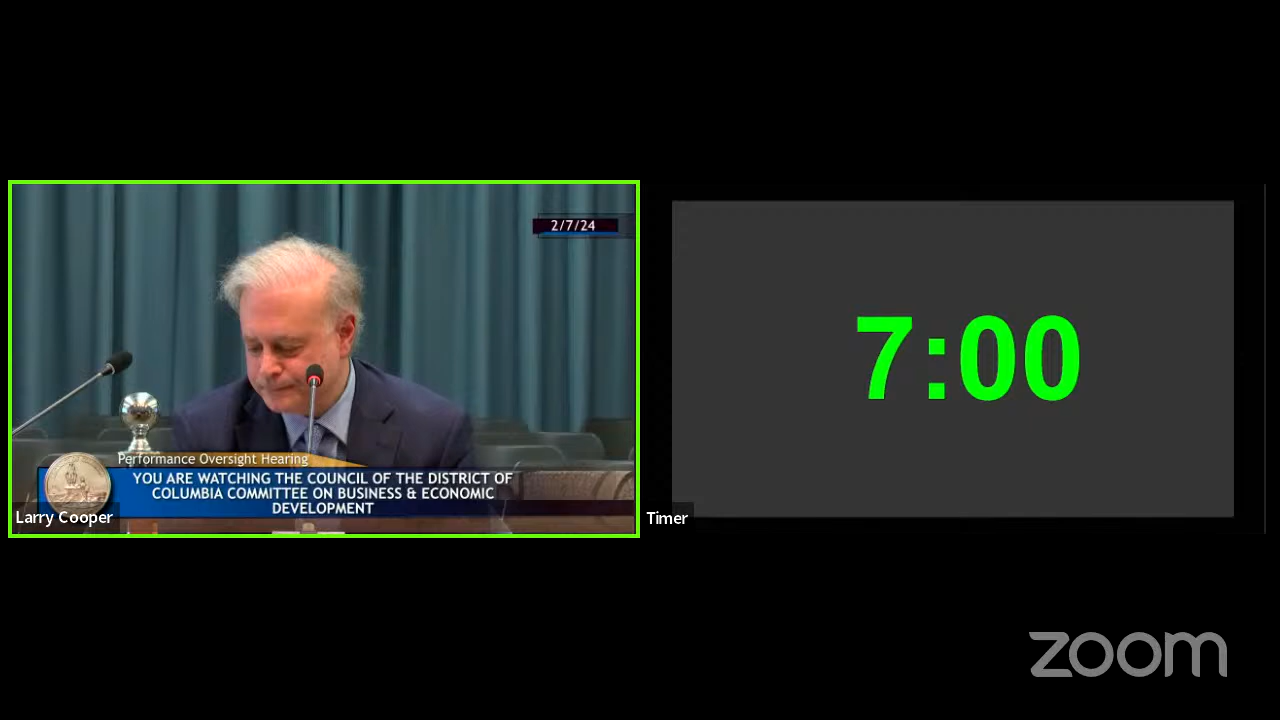 2/7/24
Performance Oversight Hearing
YOU ARE WATCHING THE COUNCIL OF THE DISTRICT OF
COLUMBIA COMMITTEE ON BUSINESS & ECONOMIC
DEVELOPMENT
Larry Cooper
7:00
Timer
zoom